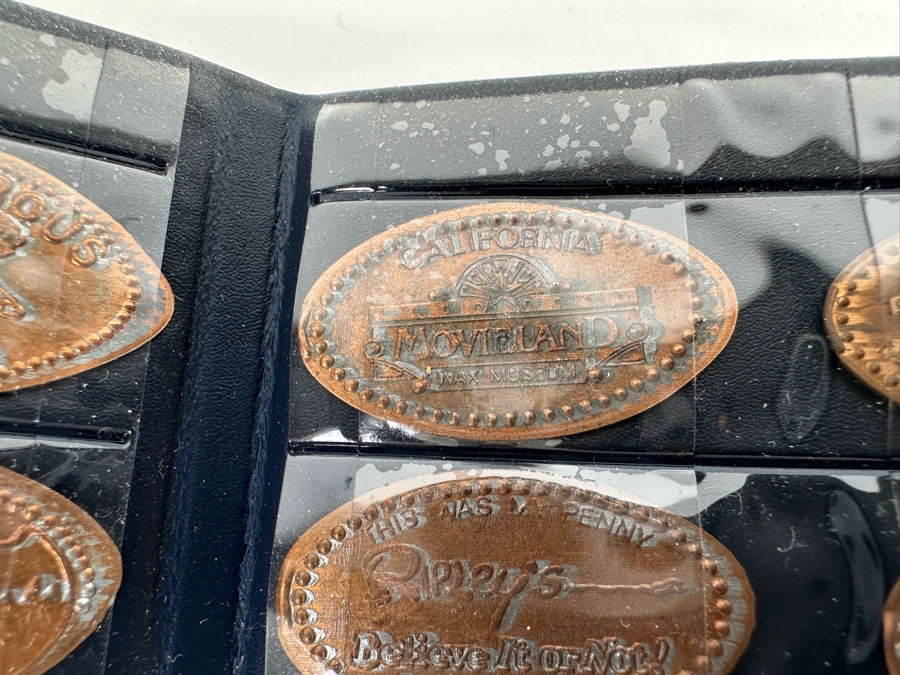 CALIFORNIA
MOVIELAND
WAX MUSEUM
THIS WAS MY PENNY
Ripley's
Believe It or Not!